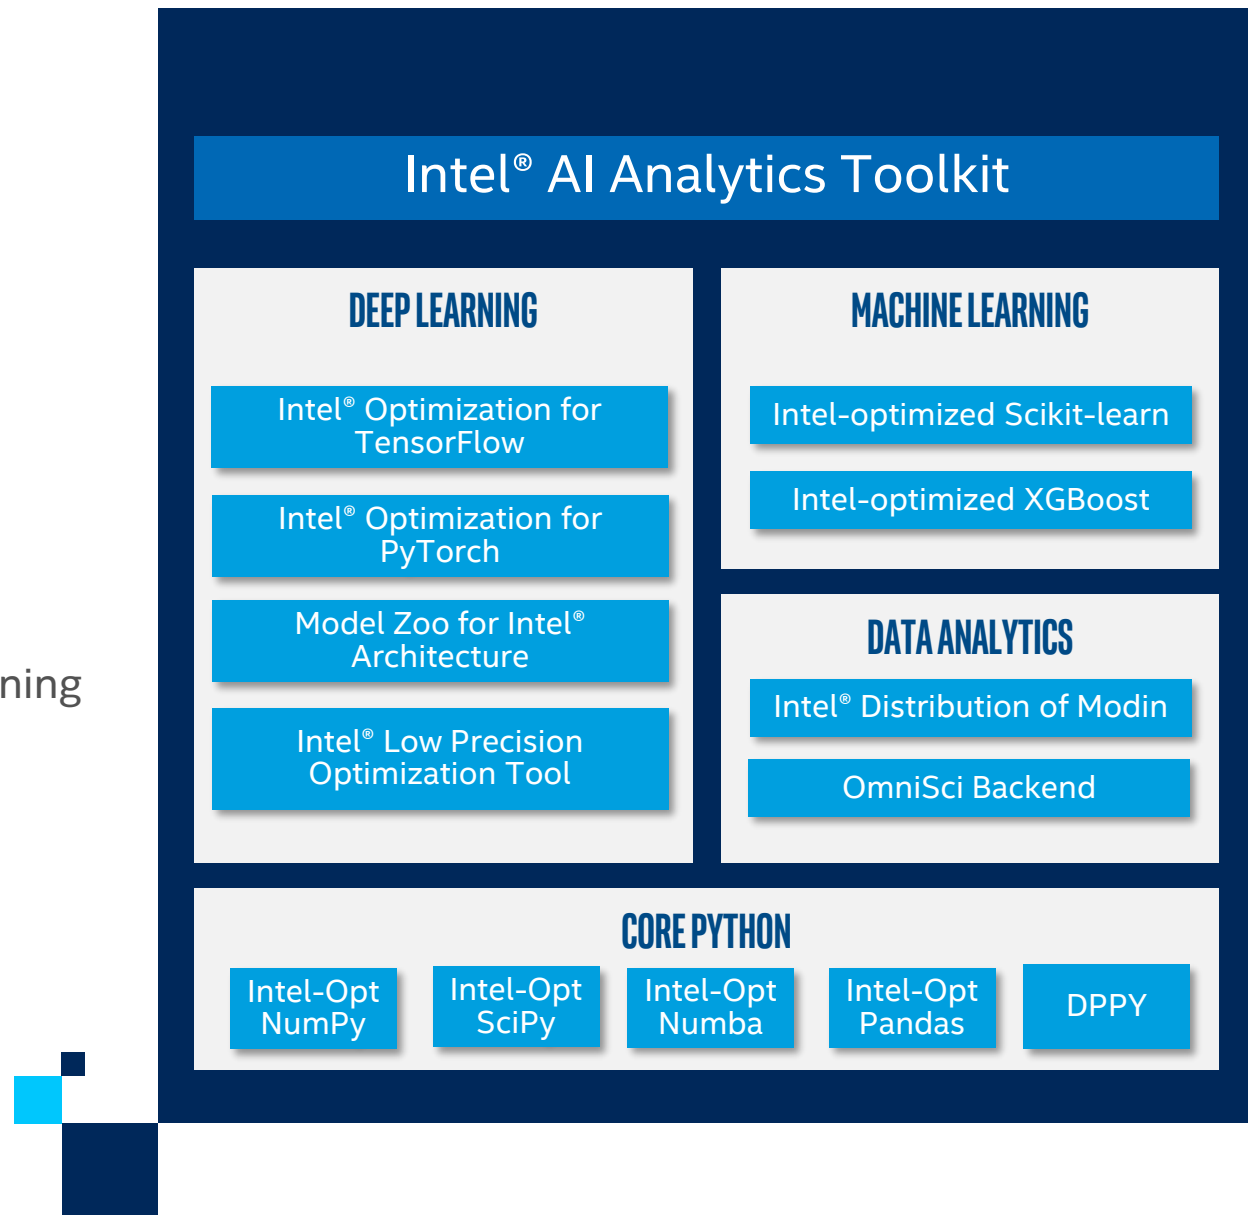 Intel® AI Analytics Toolkit
DEEP LEARNING
Intel® Optimization for
TensorFlow
Intel® Optimization for
PyTorch
Model Zoo for Intel®
Architecture
Intel® Low Precision
Optimization Tool
MACHINE LEARNING
Intel-optimized Scikit-learn
Intel-optimized XGBoost
DATA ANALYTICS
Intel® Distribution of Modin
OmniSci Backend
CORE PYTHON
Intel-Opt
NumPy
Intel-Opt
SciPy
Intel-Opt
Numba
Intel-Opt
Pandas
DPPY